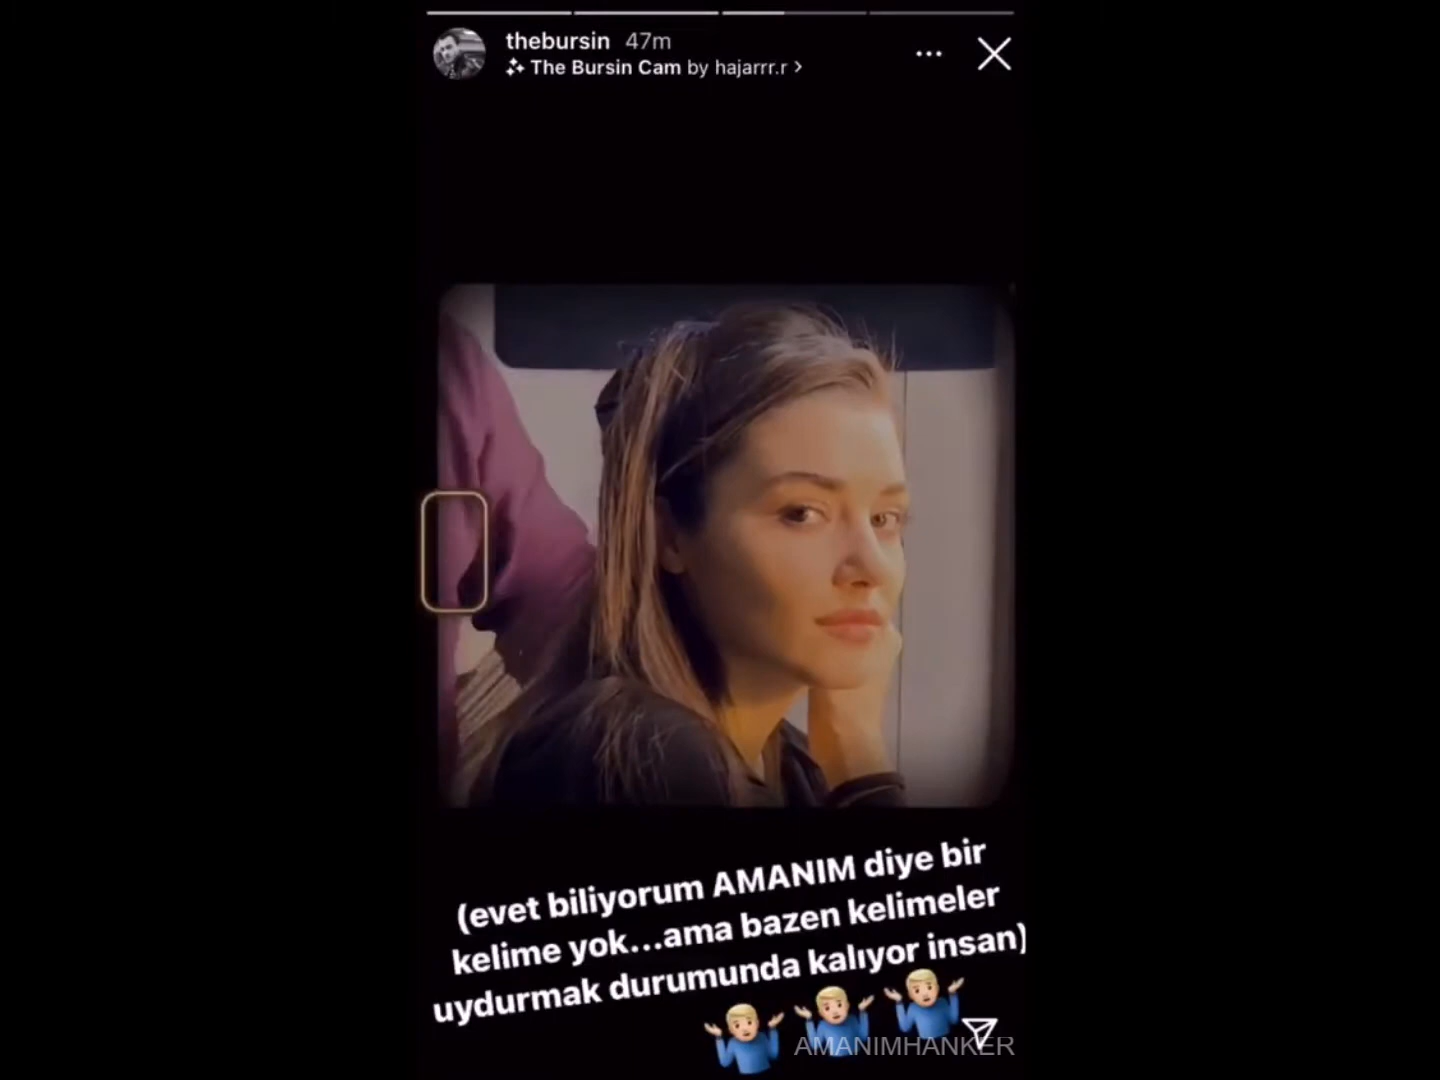 thebursin 47m
The Bursin Cam by hajarrr.r >
(evet biliyorum AMANIM diye bir
kelime yok...ama bazen kelimeler
uydurmak durumunda kalıyor insan)
AMANIMHANKER